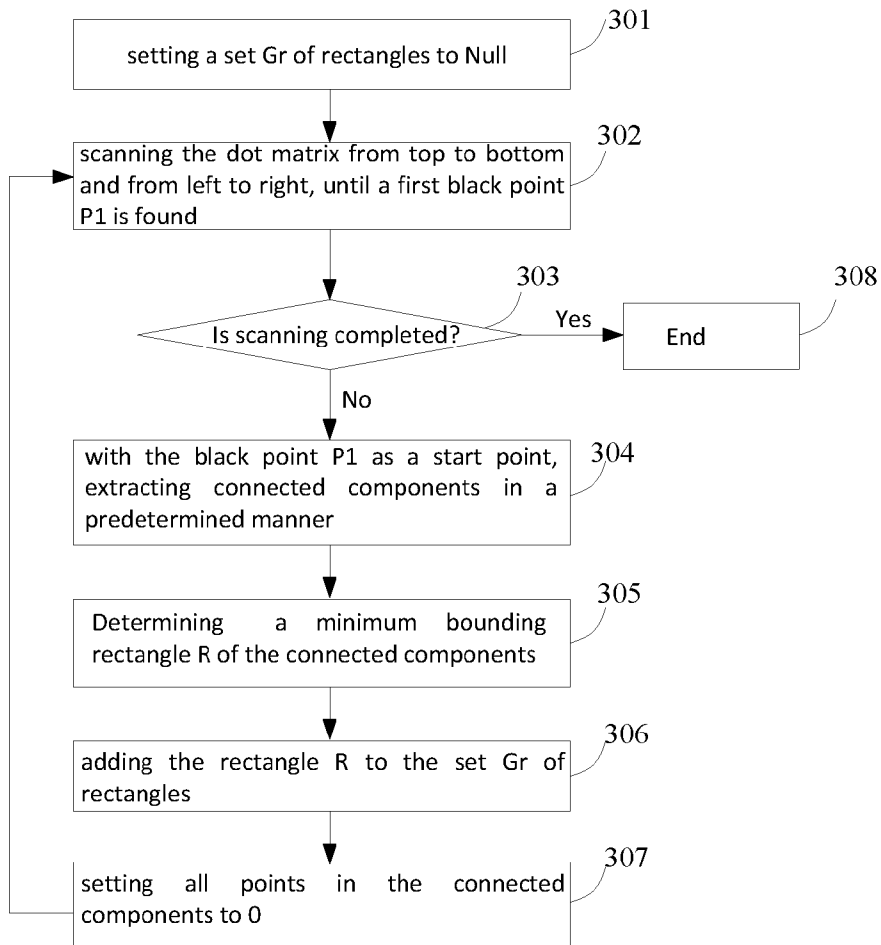 301
setting a set Gr of rectangles to Null
302
scanning the dot matrix from top to bottom
and from left to right, until a first black point
P1 is found
303
308
Is scanning completed?
Yes
End
No
304
with the black point P1 as a start point,
extracting connected components in a
predetermined manner
305
Determining a minimum bounding
rectangle R of the connected components
306
adding the rectangle R to the set Gr of
rectangles
307
setting all points in the connected
components to 0